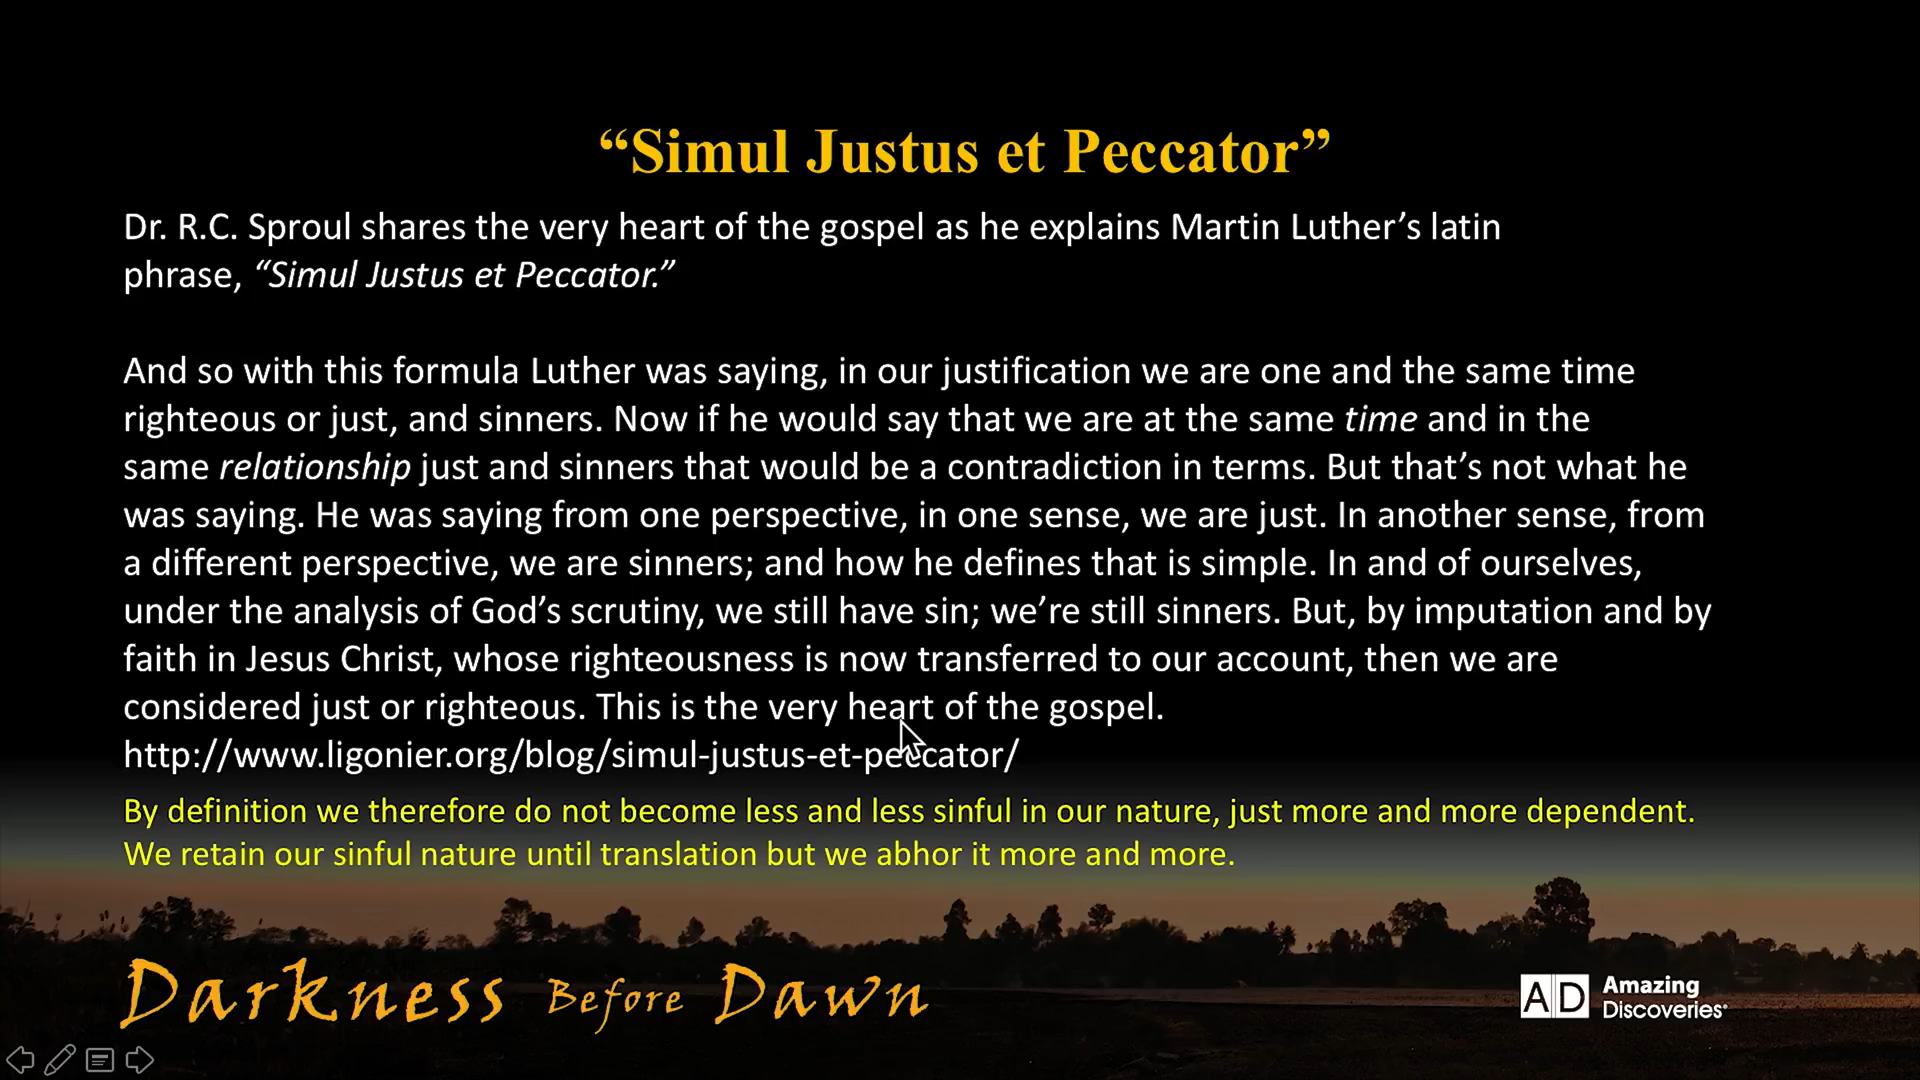 “Simul Justus et Peccator”
Dr. R.C. Sproul shares the very heart of the gospel as he explains Martin Luther’s latin
phrase, “Simul Justus et Peccator.”
And so with this formula Luther was saying, in our justification we are one and the same time
righteous or just, and sinners. Now if he would say that we are at the same time and in the
same relationship just and sinners that would be a contradiction in terms. But that’s not what he
was saying. He was saying from one perspective, in one sense, we are just. In another sense, from
a different perspective, we are sinners; and how he defines that is simple. In and of ourselves,
under the analysis of God’s scrutiny, we still have sin; we’re still sinners. But, by imputation and by
faith in Jesus Christ, whose righteousness is now transferred to our account, then we are
considered just or righteous. This is the very heart of the gospel.
http://www.ligonier.org/blog/simul-justus-et-peccator/
By definition we therefore do not become less and less sinful in our nature, just more and more dependent.
We retain our sinful nature until translation but we abhor it more and more.
Darkness Before Dawn
AD Amazing
Discoveries